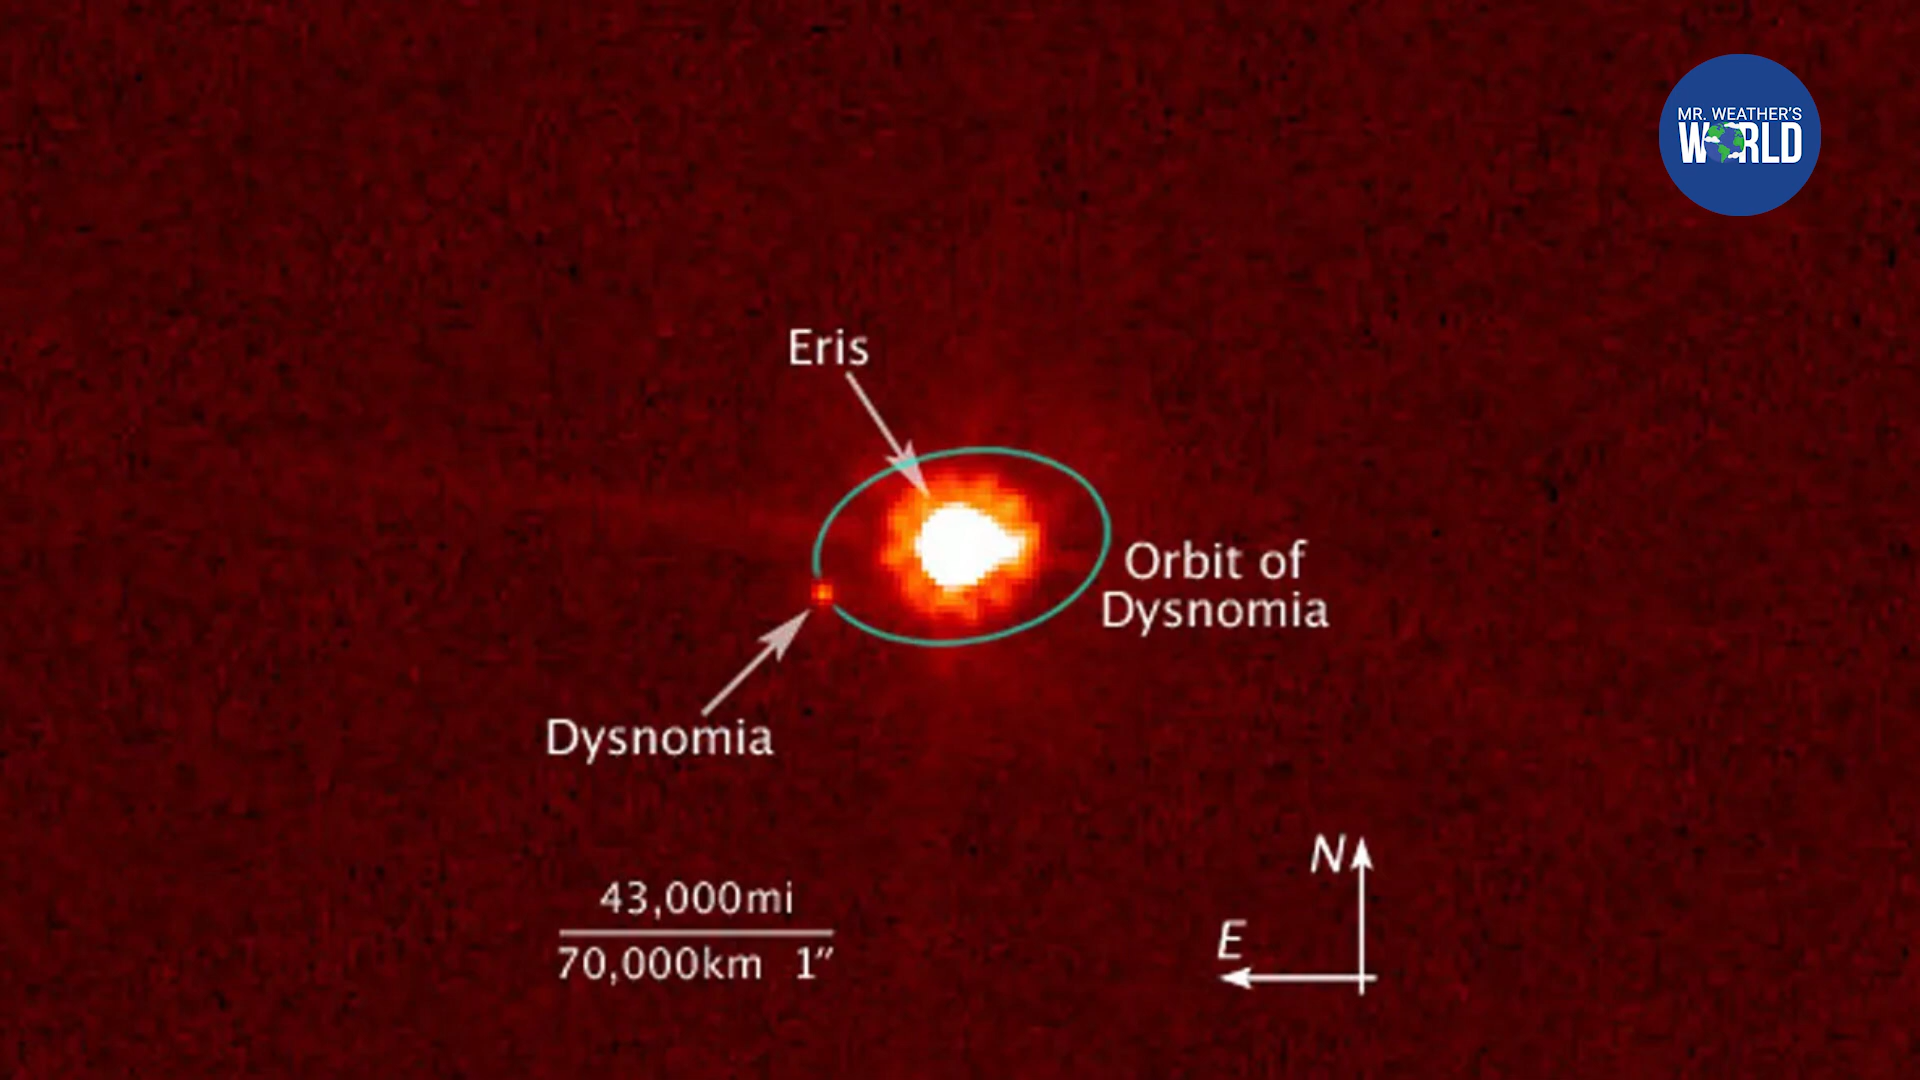 MR. WEATHER'S
WORLD
Eris
Orbit of
Dysnomia
Dysnomia
43,000mi
70,000km 1″
N
E